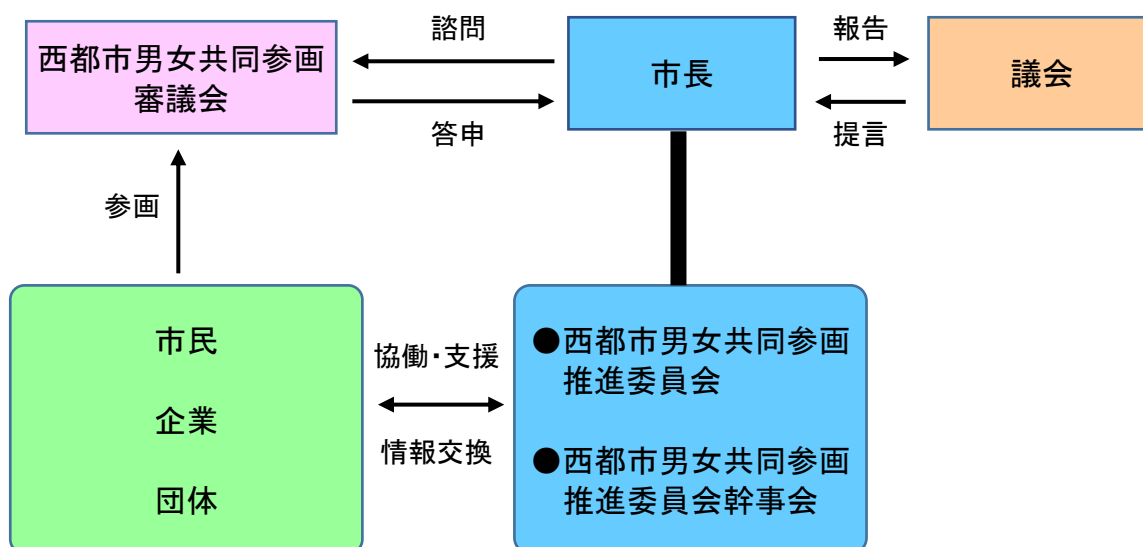 西都市男女共同参画
審議会
諮問
答申
市長
報告
提言
議会
参画
市民
企業
団体
協働・支援
情報交換
●西都市男女共同参画
推進委員会
●西都市男女共同参画
推進委員会幹事会